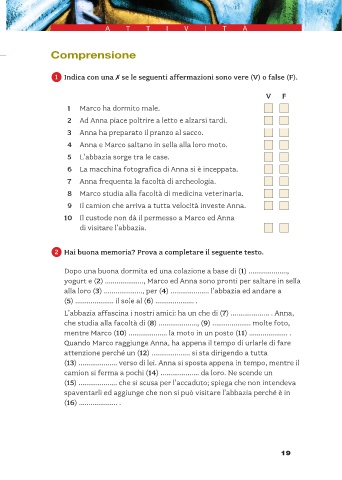 ATTIVITÀ
Comprensione
1 Indica con una ✗ se le seguenti affermazioni sono vere (V) o false (F).
V F
1 Marco ha dormito male.
2 Ad Anna piace poltrire a letto e alzarsi tardi.
3 Anna ha preparato il pranzo al sacco.
4 Anna e Marco saltano in sella alla loro moto.
5 L'abbazia sorge tra le case.
6 La macchina fotografica di Anna si è inceppata.
7 Anna frequenta la facoltà di archeologia.
8 Marco studia alla facoltà di medicina veterinaria.
9 Il camion che arriva a tutta velocità investe Anna.
10 Il custode non dà il permesso a Marco ed Anna
di visitare l'abbazia.
2 Hai buona memoria? Prova a completare il seguente testo.
Dopo una buona dormita ed una colazione a base di (1) ..................,
yogurt e (2) .................., Marco ed Anna sono pronti per saltare in sella
alla loro (3) .................., per (4) .................. l'abbazia ed andare a
(5) .................. il sole al (6) .................. .
L'abbazia affascina i nostri amici: ha un che di (7) .................. . Anna,
che studia alla facoltà di (8) .................., (9) .................. molte foto,
mentre Marco (10) .................. la moto in un posto (11) .................. .
Quando Marco raggiunge Anna, ha appena il tempo di urlarle di fare
attenzione perché un (12) .................. si sta dirigendo a tutta
(13) .................. verso di lei. Anna si sposta appena in tempo, mentre il
camion si ferma a pochi (14) .................. da loro. Ne scende un
(15) .................. che si scusa per l'accaduto; spiega che non intendeva
spaventarli ed aggiunge che non si può visitare l'abbazia perché è in
(16) .................. .
19